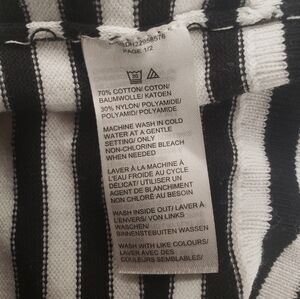 PAGE 1/2
70% COTTON/ COTON/
BAUMWOLLE/ KATOEN
30% NYLON/ POLYAMIDE/
POLYAMID/ POLYAMIDE
MACHINE WASH IN COLD
WATER AT A GENTLE
SETTING/ ONLY
NON-CHLORINE BLEACH
WHEN NEEDED
LAVER À LA MACHINE À
L'EAU FROIDE AU CYCLE
DÉLICAT/ UTILISER UN
AGENT DE BLANCHIMENT
NON CHLORÉ AU BESOIN
WASH INSIDE OUT/ LAVER À
L'ENVERS/ VON LINKS
WASCHEN/
BINNENSTEBUITEN WASSEN
WASH WITH LIKE COLOURS/
LAVER AVEC DES
COULEURS SEMBLABLES/